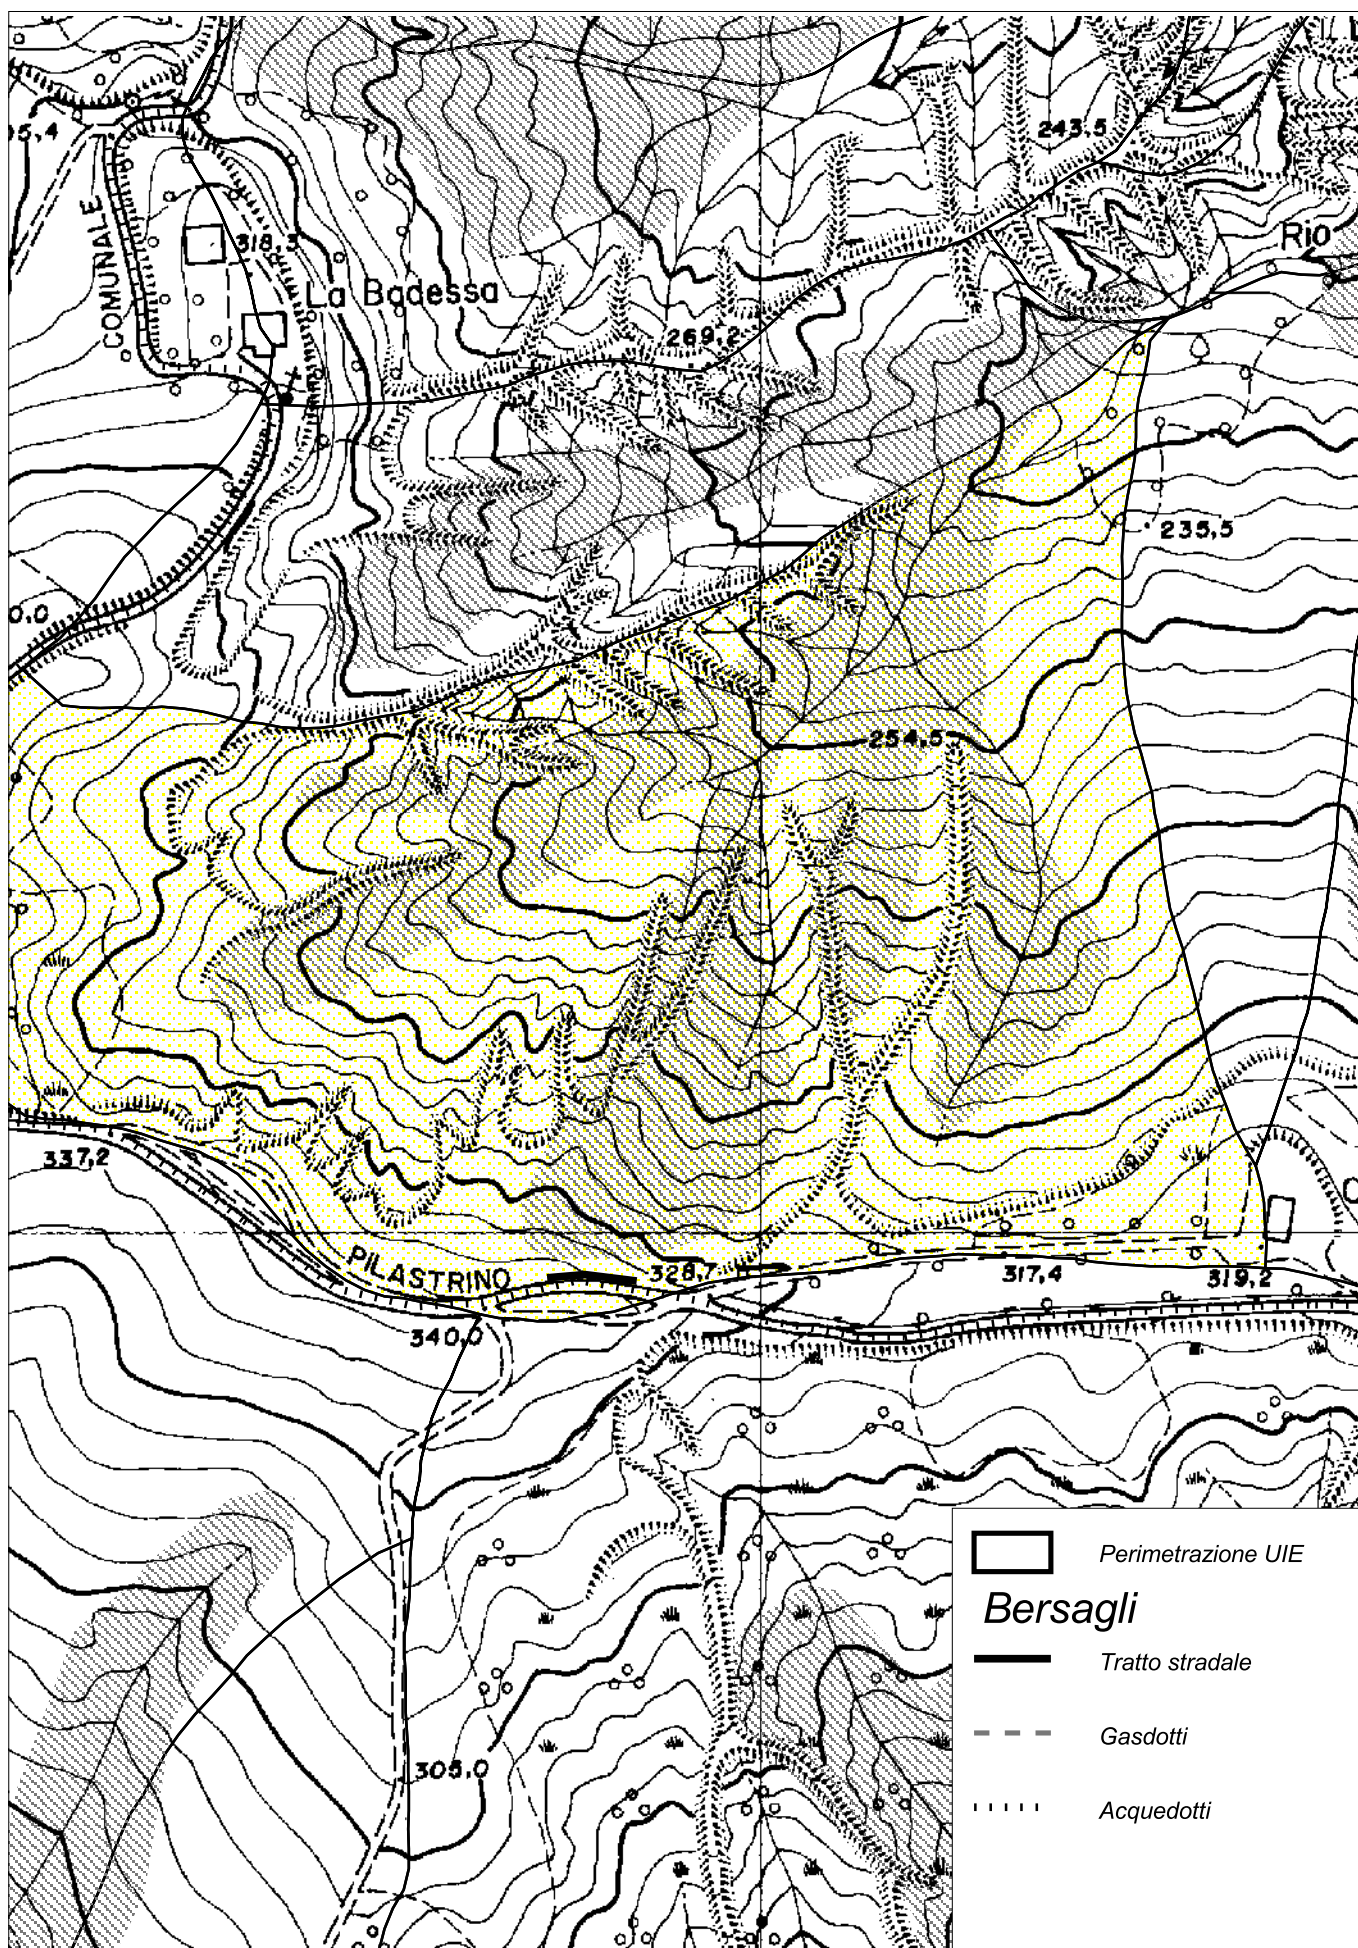 243,5
Rio
COMUNALE
318,3
La Badessa
269,2
235,5
0,0
254,5
337,2
PILASTRINO
328,7
317,4
319,2
340,0
305,0
Perimetrazione UIE
Bersagli
Tratto stradale
Gasdotti
Acquedotti